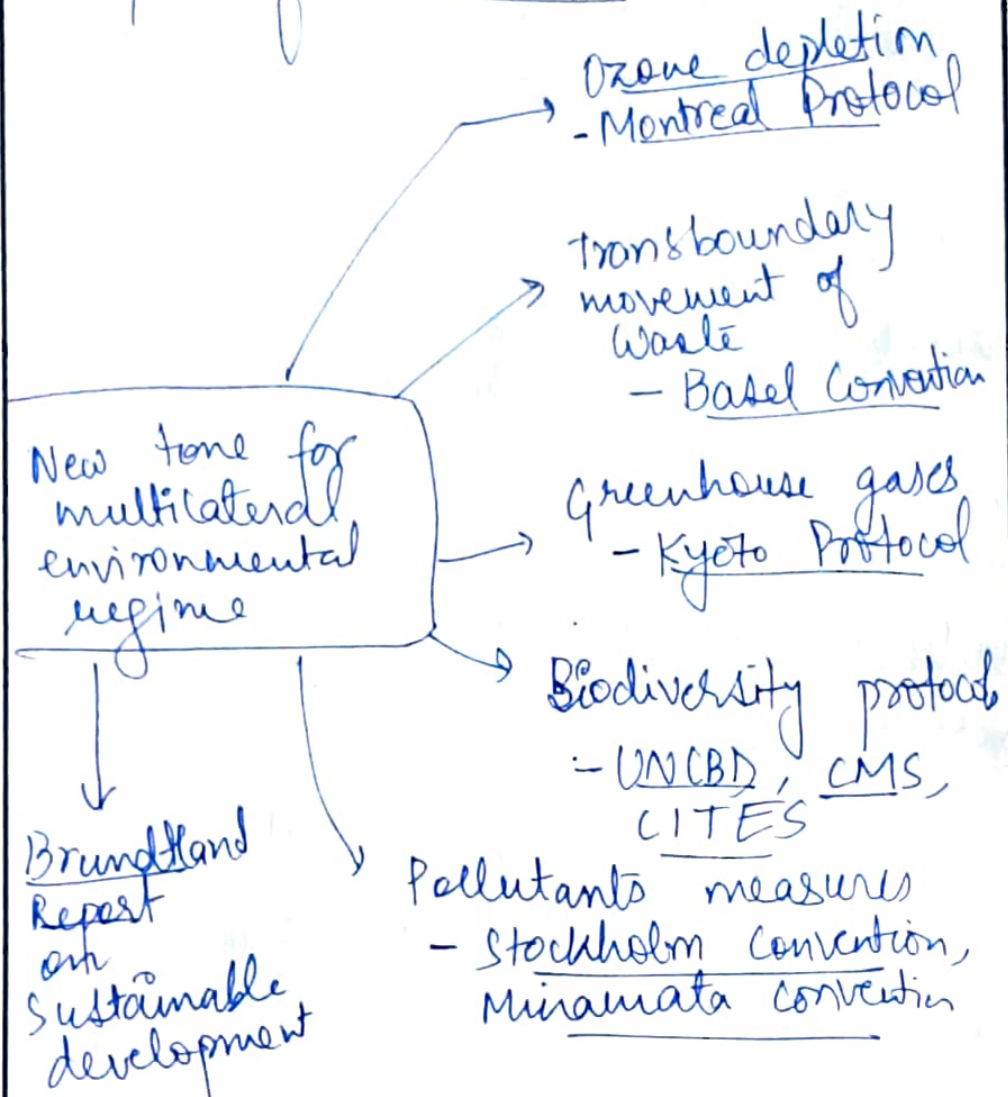 Ozone depletion
- Montreal Protocol
Transboundary
movement of
Waste
- Basel Convention
New tone for
multilateral
environmental
regime
Greenhouse gases
- Kyoto Protocol
Biodiversity protocol
- UNCBD, CMS,
CITES
Brundtland
Report
on
Sustainable
development
Pollutants measures
- Stockholm Convention,
Minamata convention